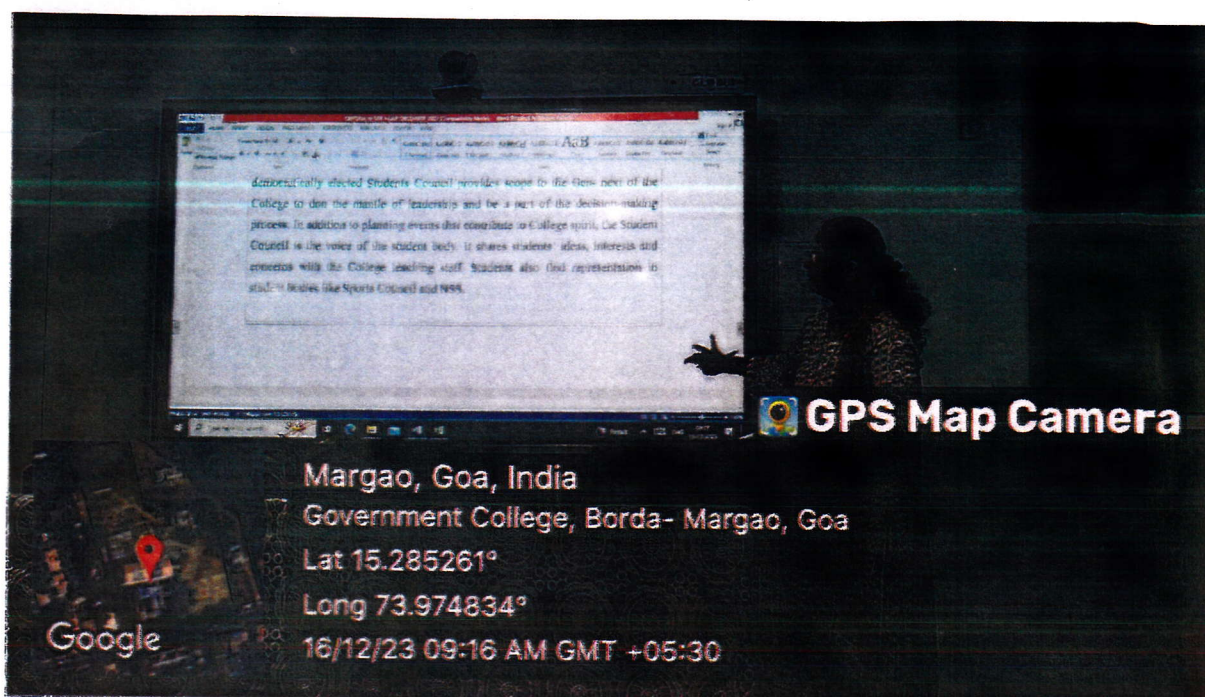 democratically elected Students Council provides scope to the Gen- next of the
College to don the mantle of leadership and be a part of the decision-making
process. In addition to planning events that contribute to College spirit, the Student
Council is the voice of the student body. It shares students' ideas, interests and
concerns with the College teaching staff. Students also find representation in
student bodies like Sports Council and NSS.
GPS Map Camera
Margao, Goa, India
Government College, Borda- Margao, Goa
Lat 15.285261°
Long 73.974834°
16/12/23 09:16 AM GMT +05:30
Google